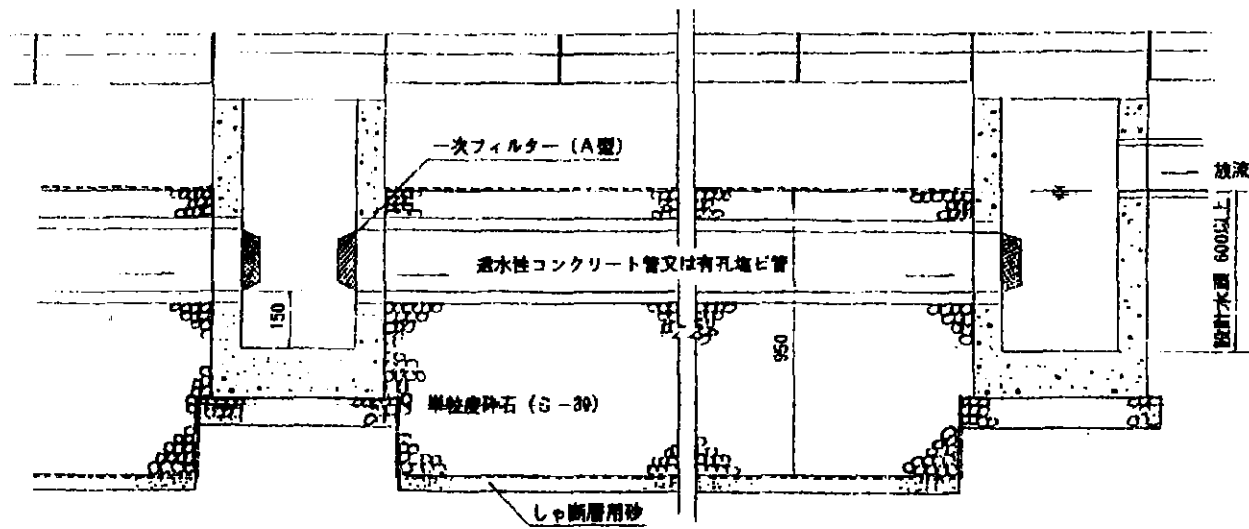 一次フィルター(A型)
放流
透水性コンクリート管又は有孔塩ビ管
設計水頭 600以上
150
950
単粒度砕石(S-30)
しゃ断層用砂